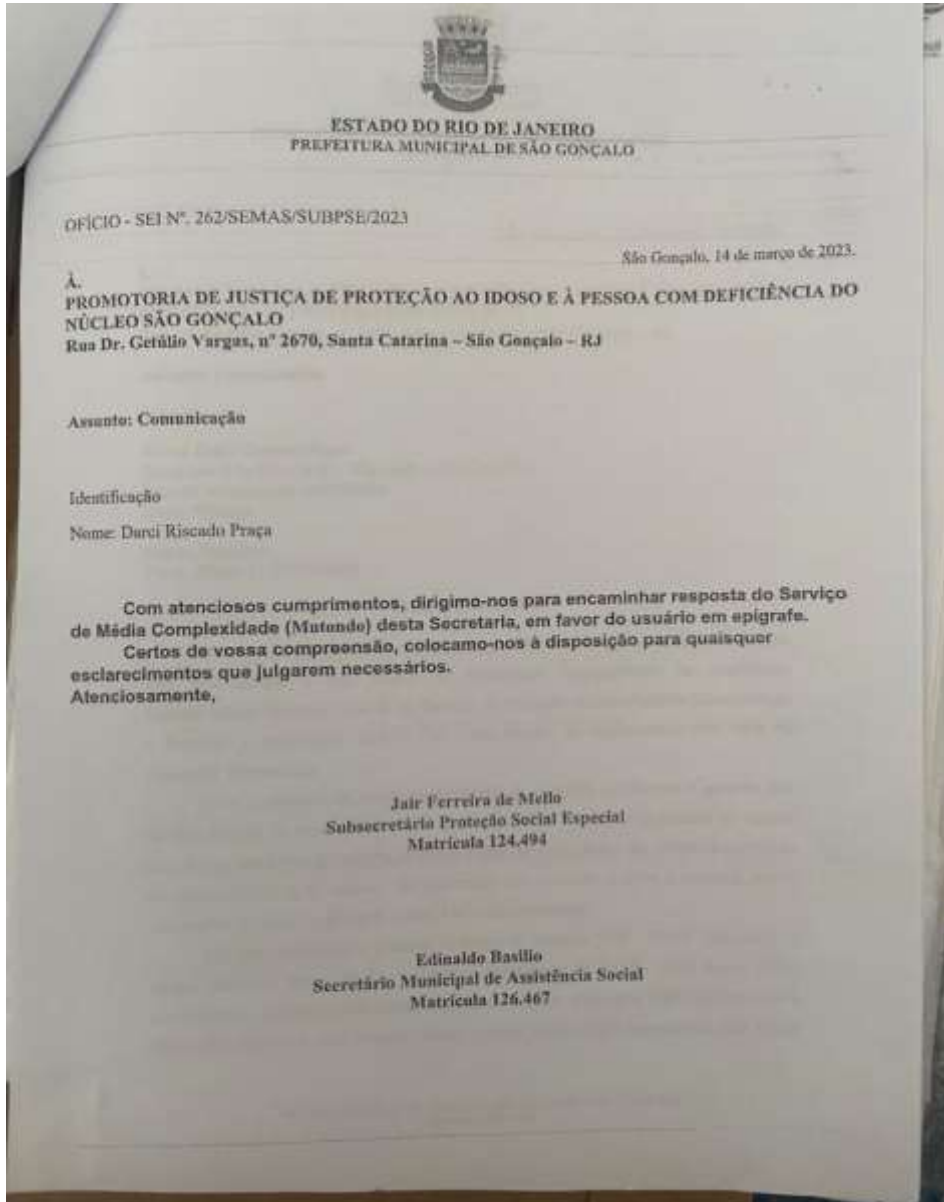 ESTADO DO RIO DE JANEIRO
PREFEITURA MUNICIPAL DE SÃO GONÇALO
OFÍCIO - SEI Nº. 262/SEMAS/SUBPSE/2023
São Gonçalo, 14 de março de 2023.
À.
PROMOTORIA DE JUSTIÇA DE PROTEÇÃO AO IDOSO E À PESSOA COM DEFICIÊNCIA DO
NÚCLEO SÃO GONÇALO
Rua Dr. Getúlio Vargas, nº 2670, Santa Catarina – São Gonçalo – RJ
Assunto: Comunicação
Identificação
Nome: Darci Riscado Praça
Com atenciosos cumprimentos, dirigimo-nos para encaminhar resposta do Serviço
de Média Complexidade (Mutondo) desta Secretaria, em favor do usuário em epígrafe.
Certos de vossa compreensão, colocamo-nos à disposição para quaisquer
esclarecimentos que julgarem necessários.
Atenciosamente,
Jair Ferreira de Mello
Subsecretário Proteção Social Especial
Matrícula 124.494
Edinaldo Basilio
Secretário Municipal de Assistência Social
Matrícula 126.467